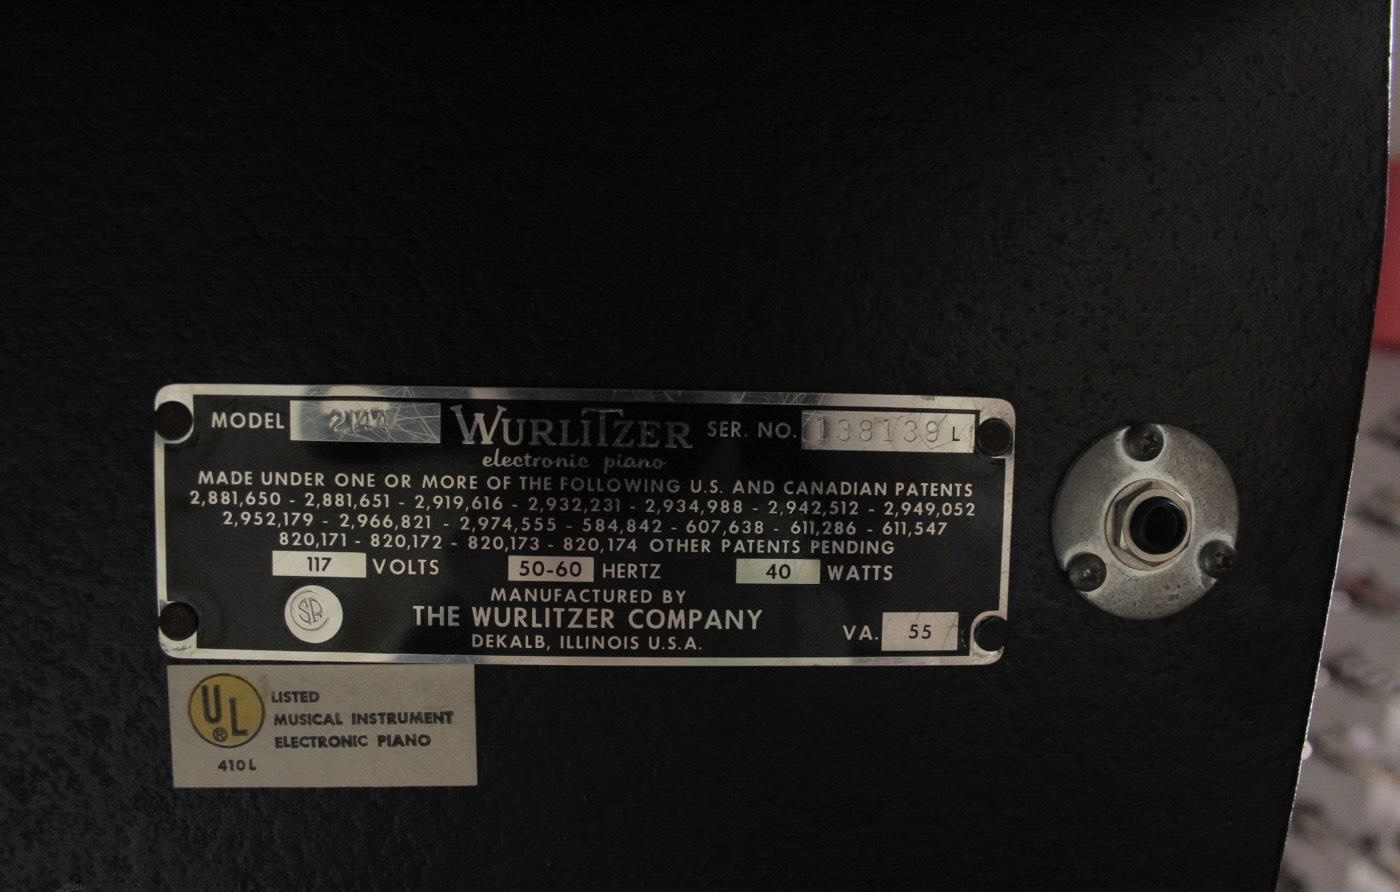 MODEL 214A WURLITZER SER. NO. 138139 L
electronic piano
MADE UNDER ONE OR MORE OF THE FOLLOWING U.S. AND CANADIAN PATENTS
2,881,650 - 2,881,651 - 2,919,616 - 2,932,231 - 2,934,988 - 2,942,512 - 2,949,052
2,952,179 - 2,966,821 - 2,974,555 - 584,842 - 607,638 - 611,286 - 611,547
820,171 - 820,172 - 820,173 - 820,174 OTHER PATENTS PENDING
117 VOLTS 50-60 HERTZ 40 WATTS
MANUFACTURED BY
THE WURLITZER COMPANY
DEKALB, ILLINOIS U.S.A.
VA. 55
UL ®
LISTED
MUSICAL INSTRUMENT
ELECTRONIC PIANO
410L